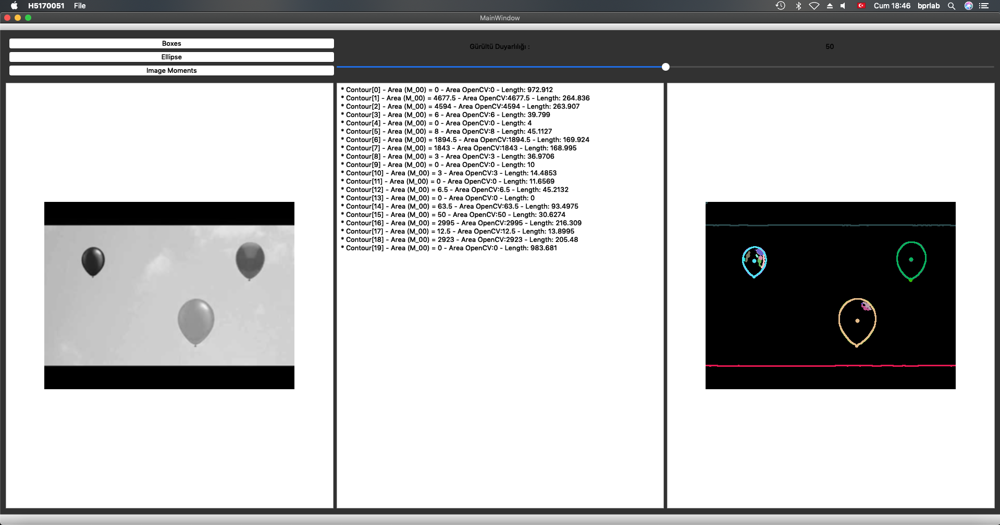 H5170051 File Cum 18:46 bprlab
MainWindow
Boxes
Ellipse
Image Moments
Gürültü Duyarlılığı : 50
* Contour[0] - Area (M_00) = 0 - Area OpenCV:0 - Length: 972.912
* Contour[1] - Area (M_00) = 4677.5 - Area OpenCV:4677.5 - Length: 264.836
* Contour[2] - Area (M_00) = 4594 - Area OpenCV:4594 - Length: 263.907
* Contour[3] - Area (M_00) = 6 - Area OpenCV:6 - Length: 39.799
* Contour[4] - Area (M_00) = 0 - Area OpenCV:0 - Length: 4
* Contour[5] - Area (M_00) = 8 - Area OpenCV:8 - Length: 45.1127
* Contour[6] - Area (M_00) = 1894.5 - Area OpenCV:1894.5 - Length: 169.924
* Contour[7] - Area (M_00) = 1843 - Area OpenCV:1843 - Length: 168.995
* Contour[8] - Area (M_00) = 3 - Area OpenCV:3 - Length: 36.9706
* Contour[9] - Area (M_00) = 0 - Area OpenCV:0 - Length: 10
* Contour[10] - Area (M_00) = 3 - Area OpenCV:3 - Length: 14.4853
* Contour[11] - Area (M_00) = 0 - Area OpenCV:0 - Length: 11.6569
* Contour[12] - Area (M_00) = 6.5 - Area OpenCV:6.5 - Length: 45.2132
* Contour[13] - Area (M_00) = 0 - Area OpenCV:0 - Length: 0
* Contour[14] - Area (M_00) = 63.5 - Area OpenCV:63.5 - Length: 93.4975
* Contour[15] - Area (M_00) = 50 - Area OpenCV:50 - Length: 30.6274
* Contour[16] - Area (M_00) = 2995 - Area OpenCV:2995 - Length: 216.309
* Contour[17] - Area (M_00) = 12.5 - Area OpenCV:12.5 - Length: 13.8995
* Contour[18] - Area (M_00) = 2923 - Area OpenCV:2923 - Length: 205.48
* Contour[19] - Area (M_00) = 0 - Area OpenCV:0 - Length: 983.681